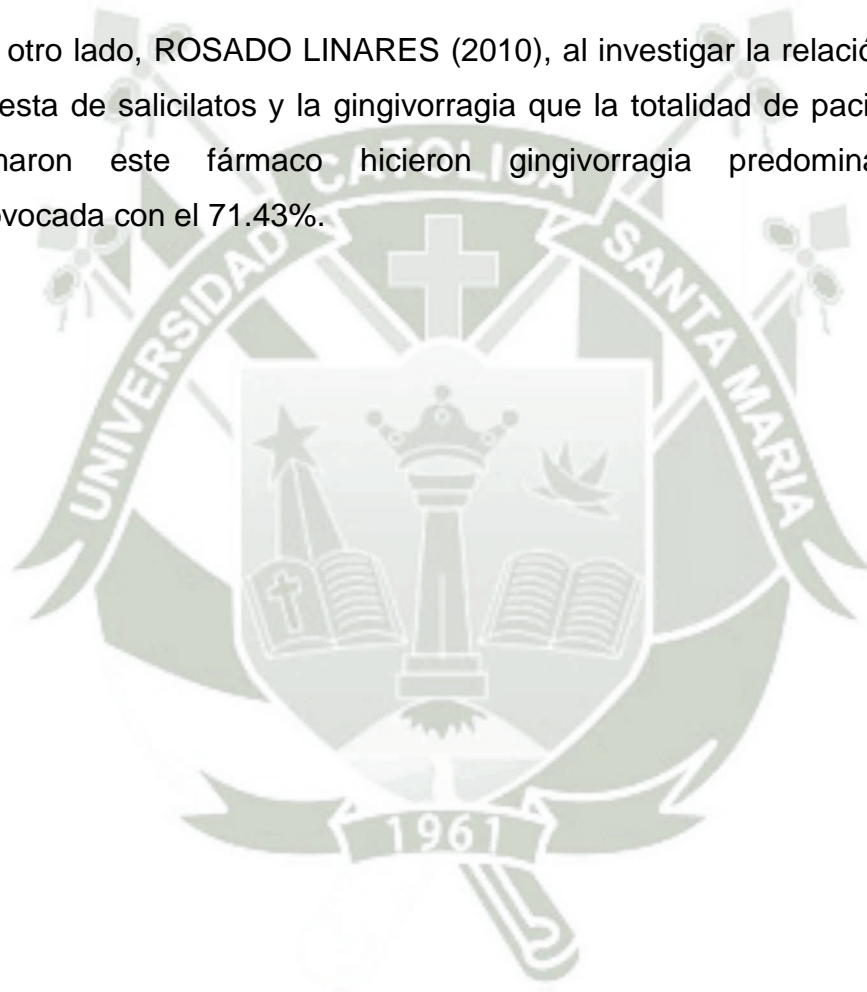 otro lado, ROSADO LINARES (2010), al investigar la relació
esta de salicilatos y la gingivorragia que la totalidad de paci
maron este fármaco hicieron gingivorragia predomina
vocada con el 71.43%.
UNIVERSIDAD CATOLICA SANTA MARIA
1961